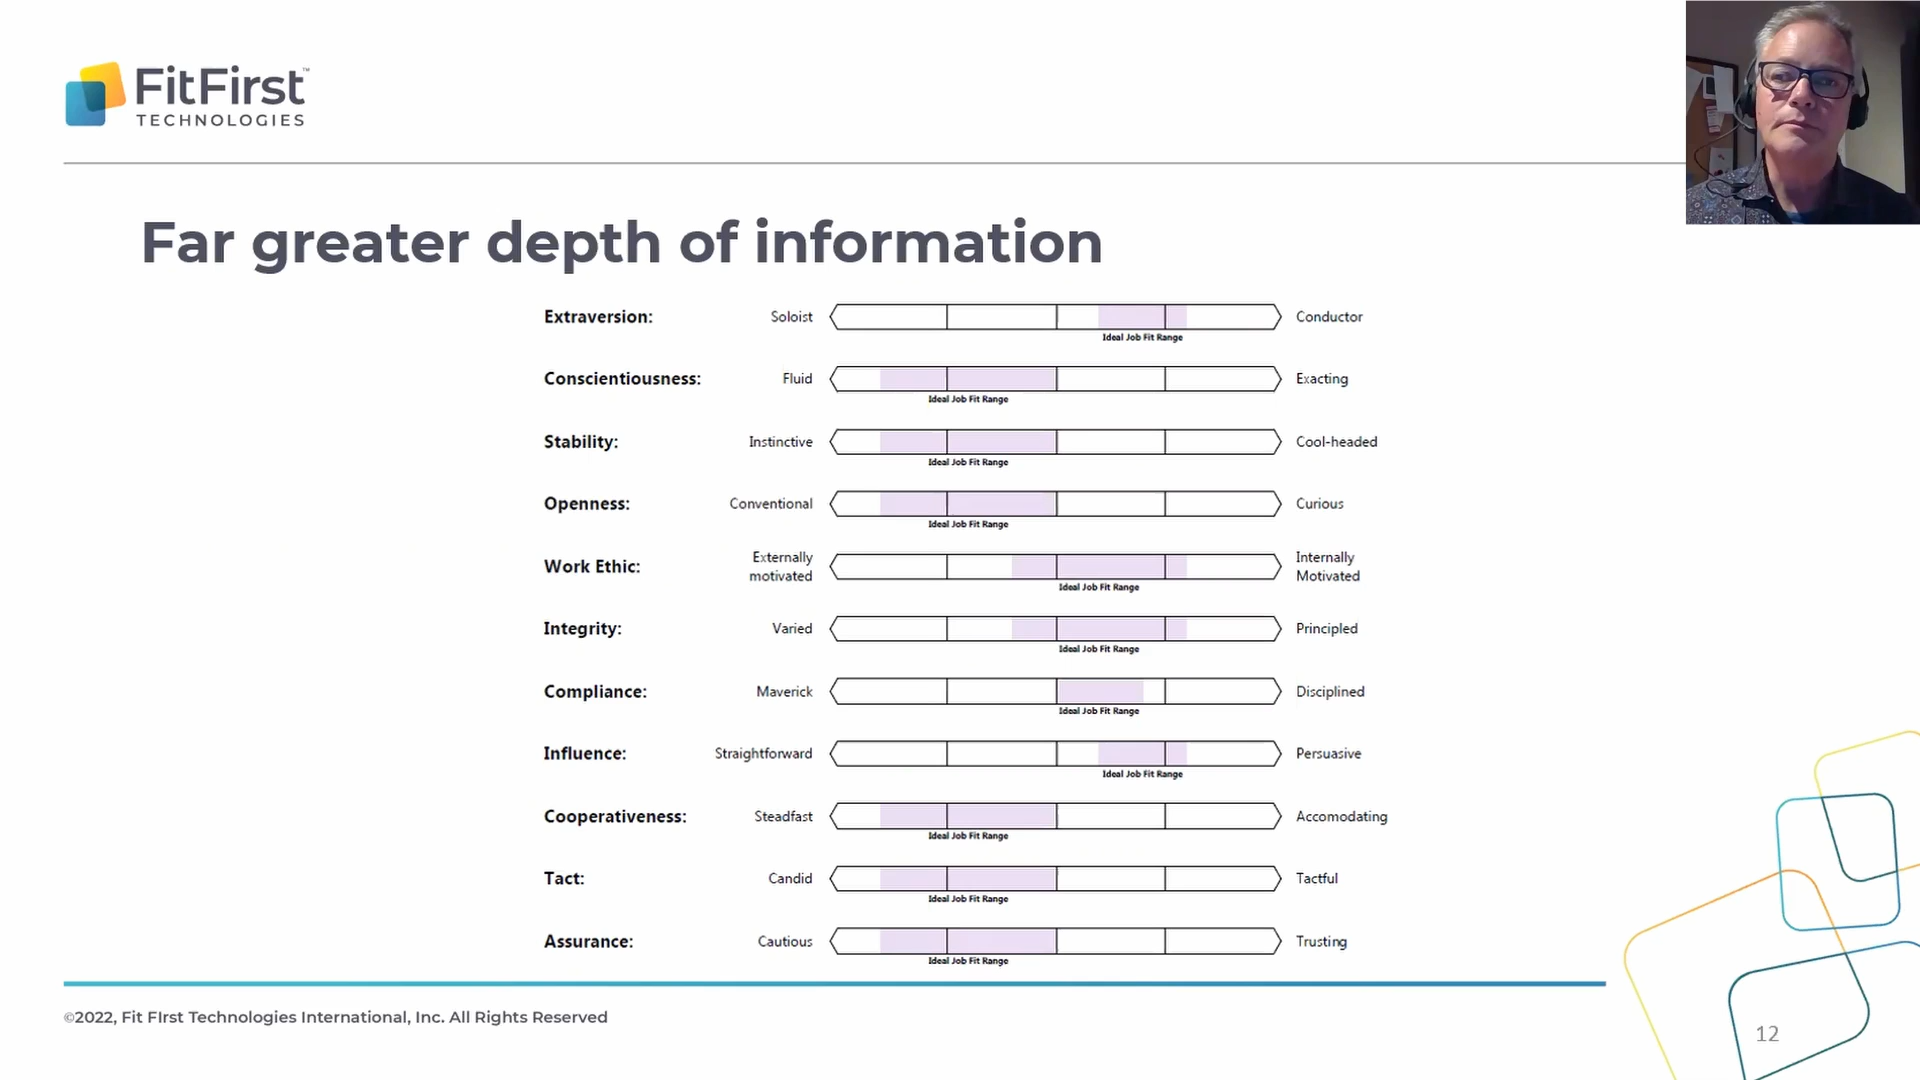 FitFirst™
TECHNOLOGIES
Far greater depth of information
Extraversion: Soloist Conductor
Ideal Job Fit Range
Conscientiousness: Fluid Exacting
Ideal Job Fit Range
Stability: Instinctive Cool-headed
Ideal Job Fit Range
Openness: Conventional Curious
Ideal Job Fit Range
Work Ethic: Externally motivated Internally Motivated
Ideal Job Fit Range
Integrity: Varied Principled
Ideal Job Fit Range
Compliance: Maverick Disciplined
Ideal Job Fit Range
Influence: Straightforward Persuasive
Ideal Job Fit Range
Cooperativeness: Steadfast Accomodating
Ideal Job Fit Range
Tact: Candid Tactful
Ideal Job Fit Range
Assurance: Cautious Trusting
Ideal Job Fit Range
©2022, Fit FIrst Technologies International, Inc. All Rights Reserved
12